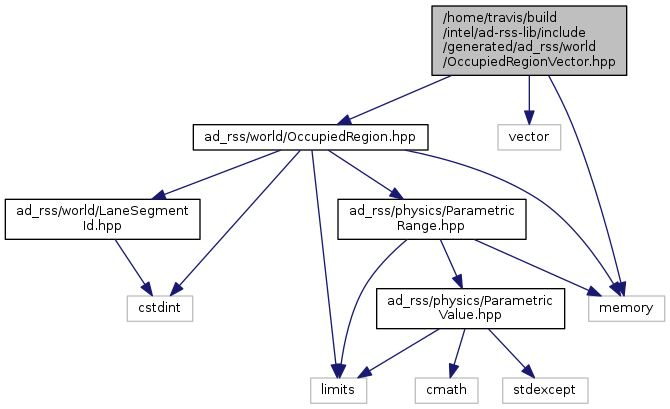 /home/travis/build
/intel/ad-rss-lib/include
/generated/ad_rss/world
/OccupiedRegionVector.hpp
ad_rss/world/OccupiedRegion.hpp
vector
ad_rss/world/LaneSegment
Id.hpp
ad_rss/physics/Parametric
Range.hpp
cstdint
ad_rss/physics/Parametric
Value.hpp
memory
limits
cmath
stdexcept